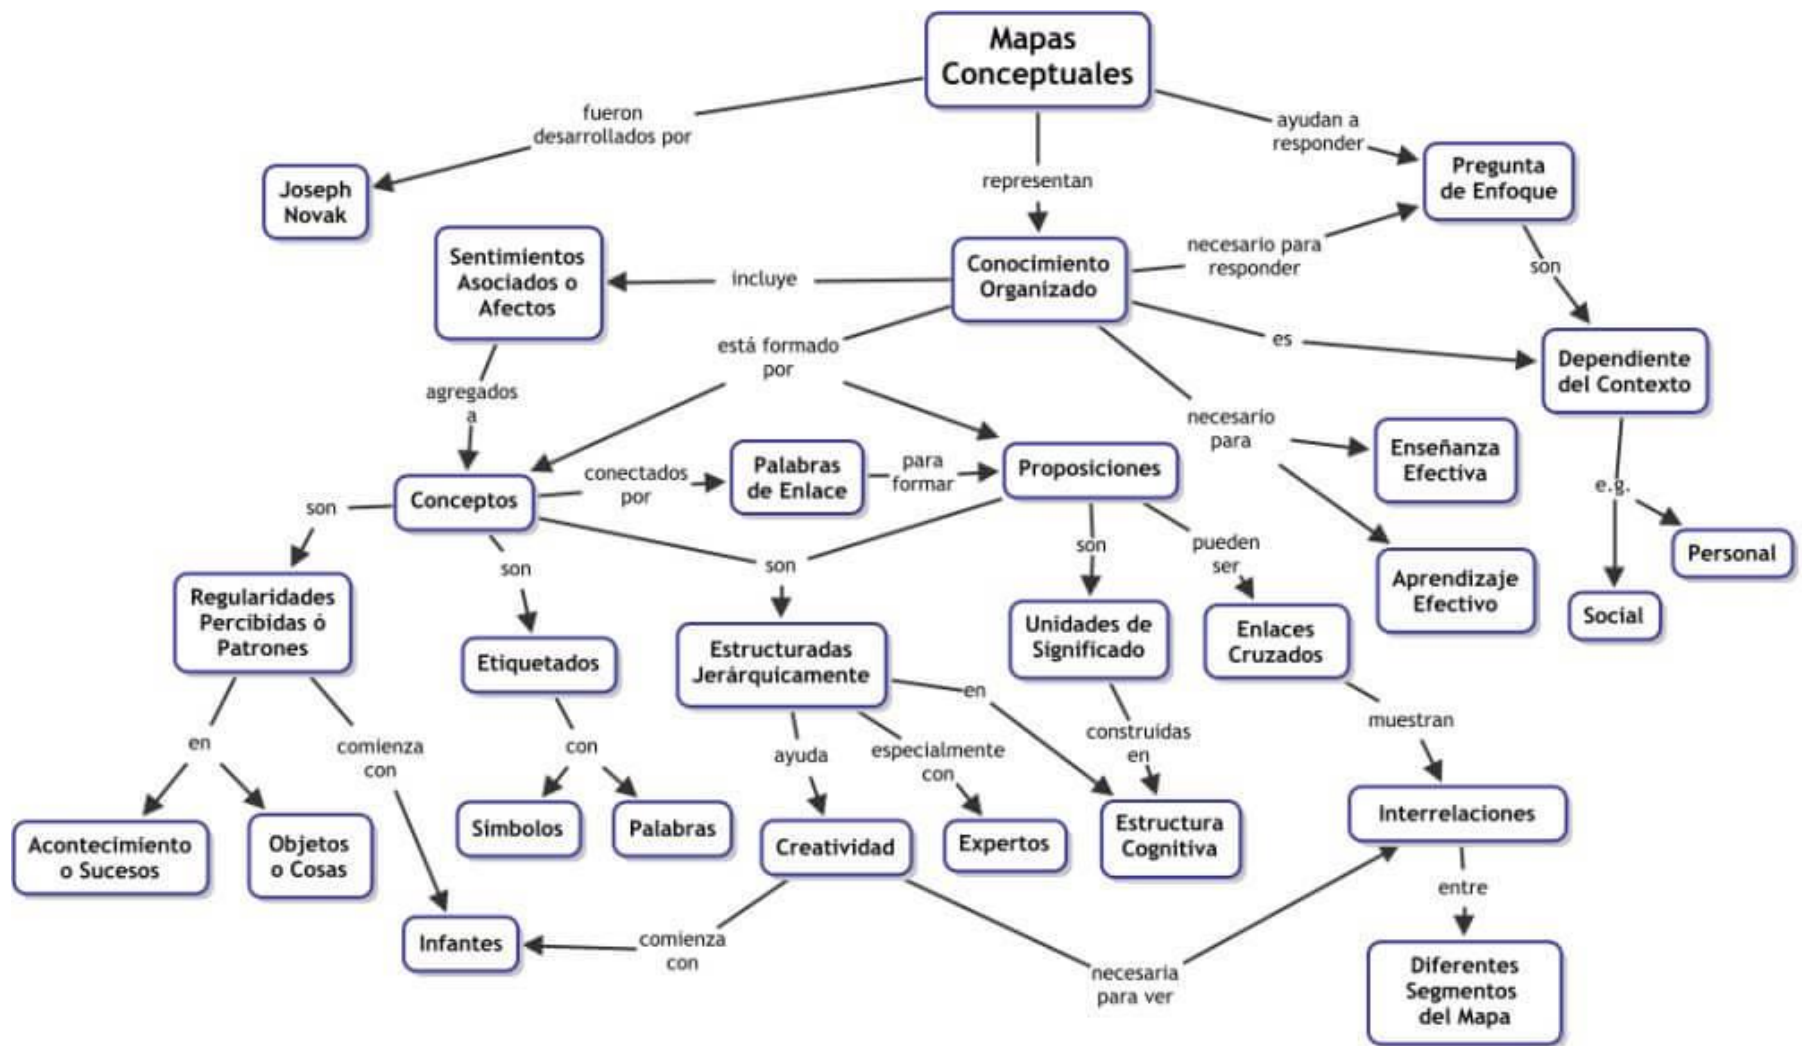 Mapas
Conceptuales
fueron
desarrollados por
ayudan a
responder
Joseph
Novak
representan
Pregunta
de Enfoque
Sentimientos
Asociados o
Afectos
incluye
Conocimiento
Organizado
necesario para
responder
son
está formado
por
es
Dependiente
del Contexto
agregados
a
necesario
para
Enseñanza
Efectiva
conectados
por
Palabras
de Enlace
para
formar
Proposiciones
e.g.
son
Conceptos
son
son
son
pueden
ser
Aprendizaje
Efectivo
Personal
Social
Regularidades
Percibidas ó
Patrones
Etiquetados
Estructuradas
Jerárquicamente
Unidades de
Significado
Enlaces
Cruzados
en
en
comienza
con
con
ayuda
especialmente
con
construidas
en
muestran
Acontecimiento
o Sucesos
Objetos
o Cosas
Símbolos
Palabras
Creatividad
Expertos
Estructura
Cognitiva
Interrelaciones
entre
Infantes
comienza
con
necesaria
para ver
Diferentes
Segmentos
del Mapa